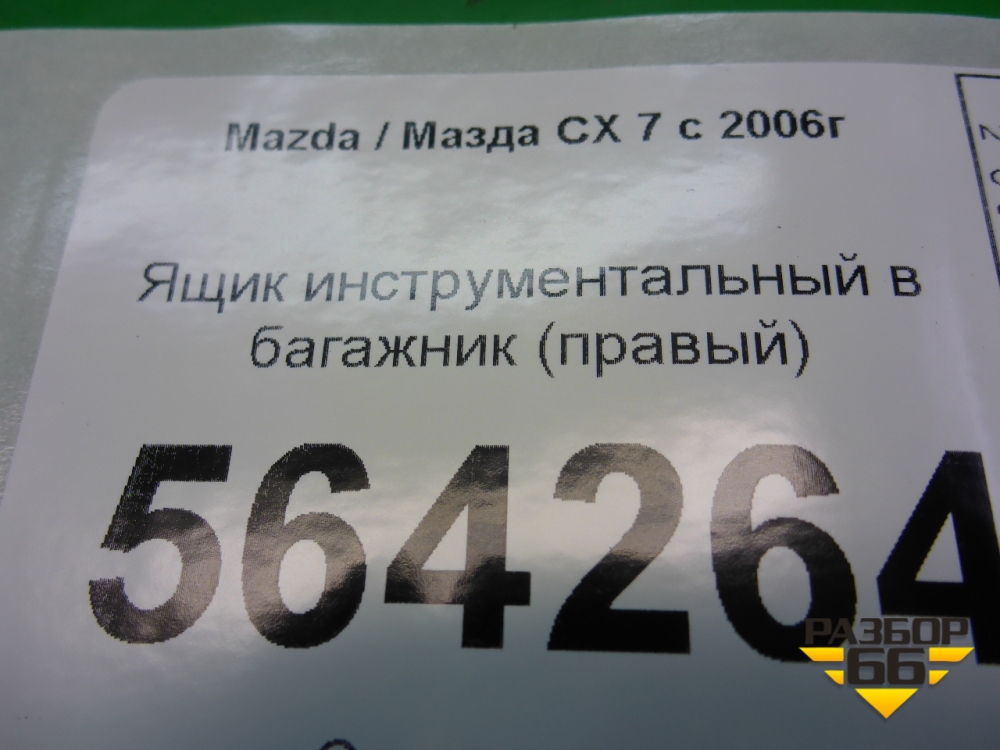 Mazda / Мазда CX 7 с 2006г
Ящик инструментальный в
багажник (правый)
564264
РАЗБОР
66